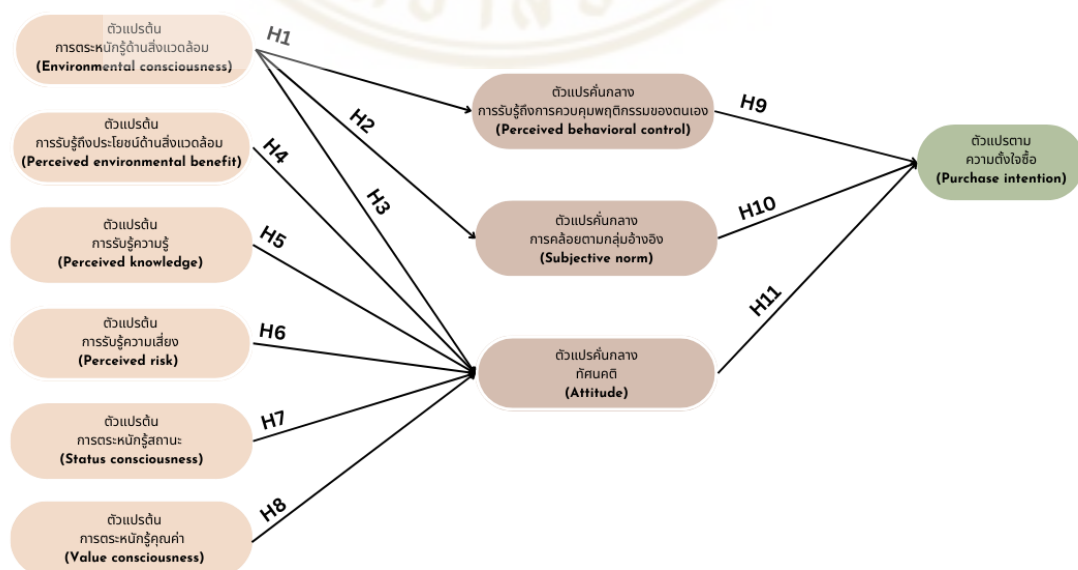 ตัวแปรต้น
การตระหนักรู้ด้านสิ่งแวดล้อม
(Environmental consciousness)
ตัวแปรต้น
การรับรู้ถึงประโยชน์ด้านสิ่งแวดล้อม
(Perceived environmental benefit)
ตัวแปรต้น
การรับรู้ความรู้
(Perceived knowledge)
ตัวแปรต้น
การรับรู้ความเสี่ยง
(Perceived risk)
ตัวแปรต้น
การตระหนักรู้สถานะ
(Status consciousness)
ตัวแปรต้น
การตระหนักรู้คุณค่า
(Value consciousness)
H1
H2
H4
H3
H5
H6
H7
H8
ตัวแปรคั่นกลาง
การรับรู้ถึงการควบคุมพฤติกรรมของตนเอง
(Perceived behavioral control)
ตัวแปรคั่นกลาง
การคล้อยตามกลุ่มอ้างอิง
(Subjective norm)
ตัวแปรคั่นกลาง
ทัศนคติ
(Attitude)
H9
H10
H11
ตัวแปรตาม
ความตั้งใจซื้อ
(Purchase intention)